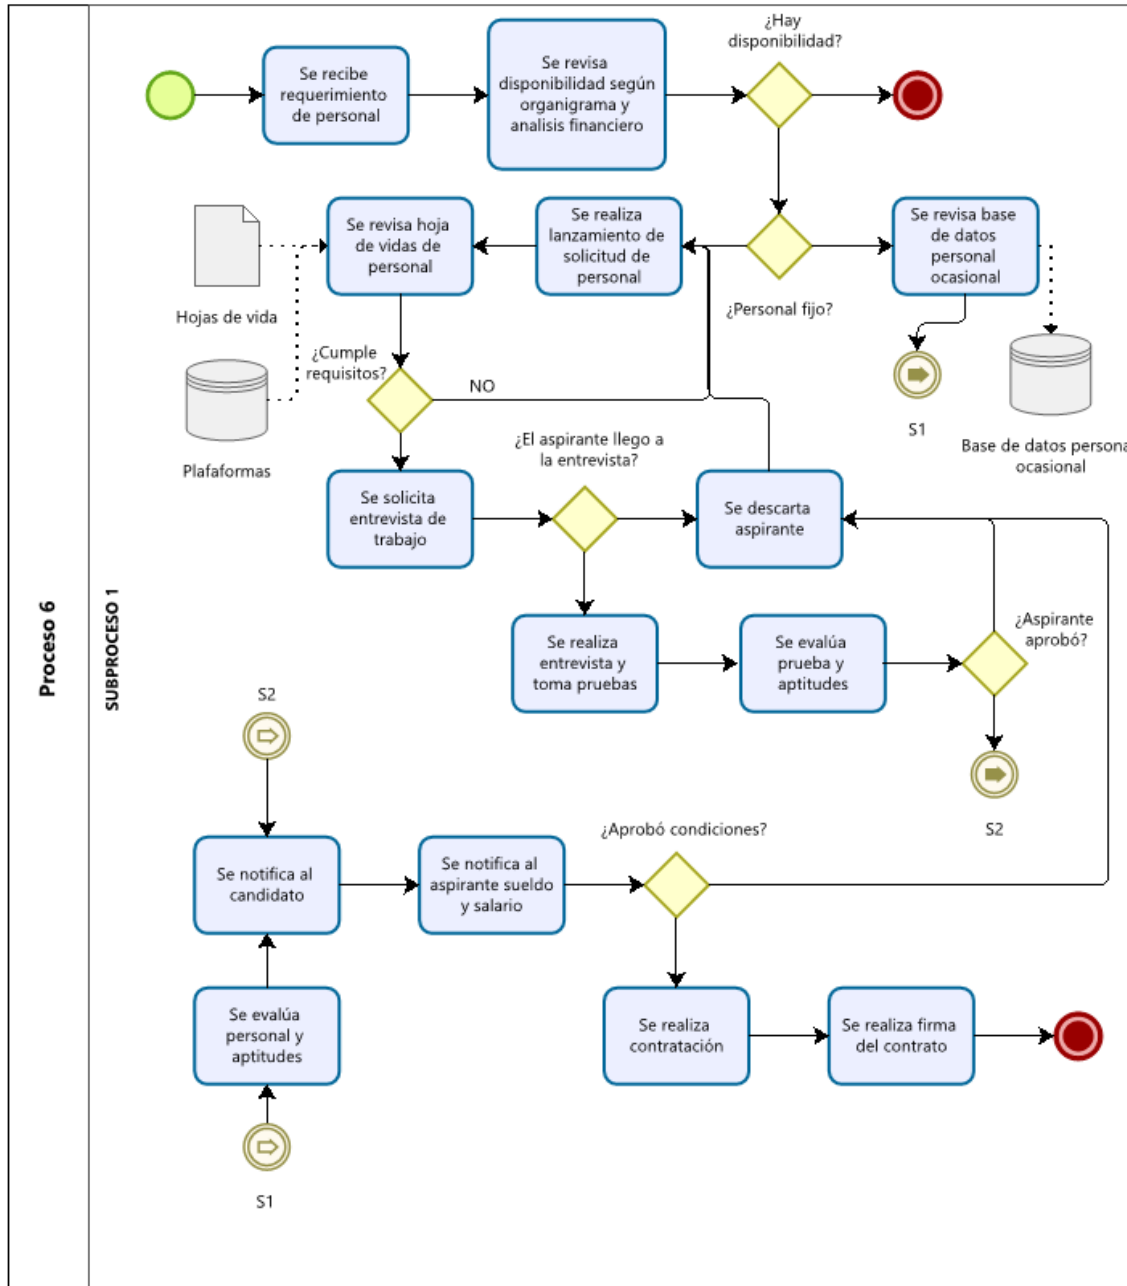 ¿Hay
disponibilidad?
Se recibe
requerimiento
de personal
Se revisa
disponibilidad según
organigrama y
analisis financiero
Se revisa hoja
de vidas de
personal
Se realiza
lanzamiento de
solicitud de
personal
Se revisa base
de datos
personal
ocasional
Hojas de vida
¿Personal fijo?
¿Cumple
requisitos?
NO
Plafaformas
S1
Base de datos persona
ocasional
¿El aspirante llego a
la entrevista?
Se solicita
entrevista de
trabajo
Se descarta
aspirante
Proceso 6
SUBPROCESO 1
Se realiza
entrevista y
toma pruebas
Se evalúa
prueba y
aptitudes
¿Aspirante
aprobó?
S2
S2
¿Aprobó condiciones?
Se notifica al
candidato
Se notifica al
aspirante sueldo
y salario
Se evalúa
personal y
aptitudes
Se realiza
contratación
Se realiza firma
del contrato
S1